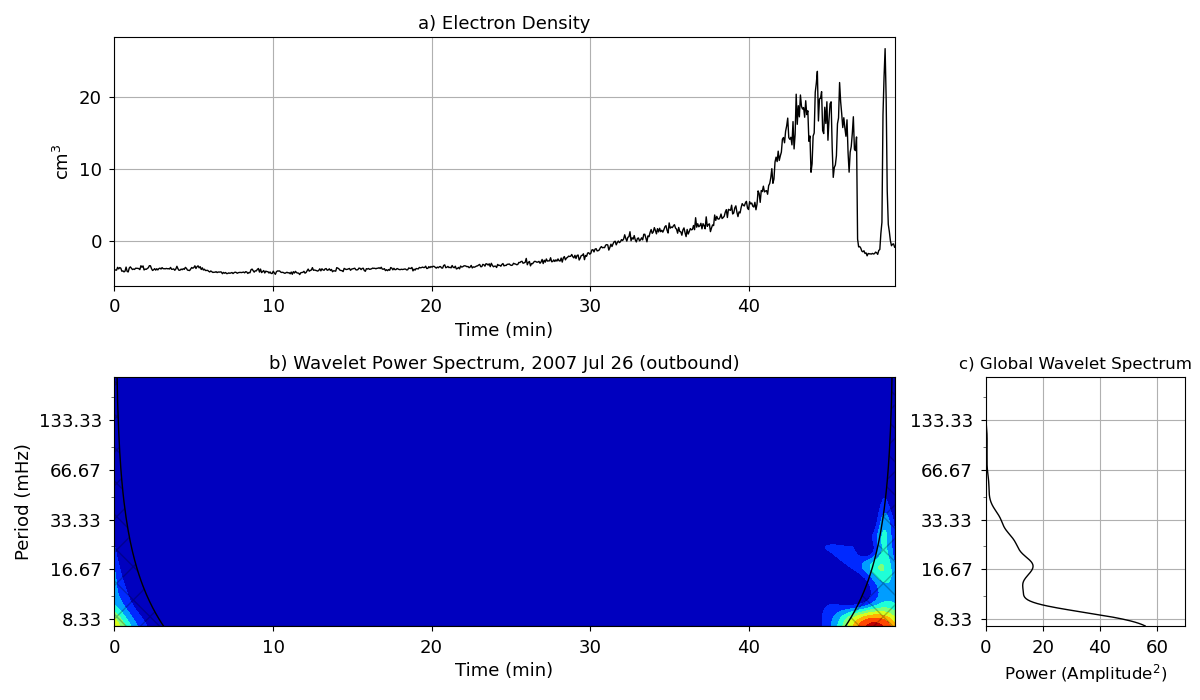 a) Electron Density
cm³
20
10
0
0 10 20 30 40
Time (min)
b) Wavelet Power Spectrum, 2007 Jul 26 (outbound)
Period (mHz)
133.33
66.67
33.33
16.67
8.33
0 10 20 30 40
Time (min)
c) Global Wavelet Spectrum
133.33
66.67
33.33
16.67
8.33
0 20 40 60
Power (Amplitude²)